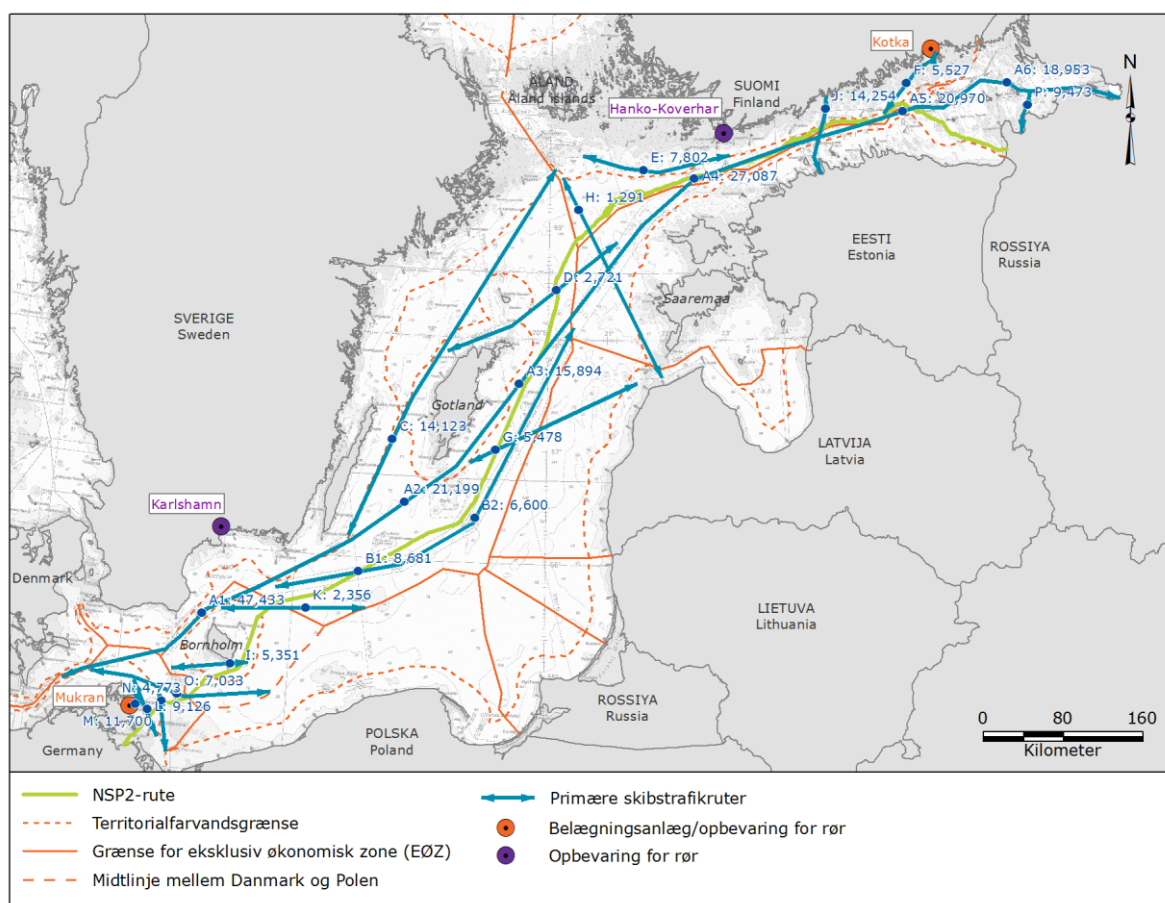 Kotka
N
F: 5,527
A6: 18,953
ÅLAND
Åland islands
SUOMI
Finland
J: 14,254
A5: 20,970
P: 9,473
Hanko-Koverhar
E: 7,802
A4: 27,087
H: 1,291
EESTI
Estonia
ROSSIYA
Russia
D: 2,721
Saaremaa
SVERIGE
Sweden
A3: 15,894
Gotland
C: 14,123
G: 5,478
LATVIJA
Latvia
A2: 21,199
B2: 6,600
Karlshamn
B1: 8,681
Denmark
A1: 47,433
K: 2,356
LIETUVA
Lithuania
Bornholm
I: 5,351
O: 7,033
N: 4,773
Mukran
L: 9,126
M: 11,700
ROSSIYA
Russia
POLSKA
Poland
Germany
0 80 160
Kilometer
NSP2-rute
Territorialfarvandsgrænse
Grænse for eksklusiv økonomisk zone (EØZ)
Midtlinje mellem Danmark og Polen
Primære skibstrafikruter
Belægningsanlæg/opbevaring for rør
Opbevaring for rør